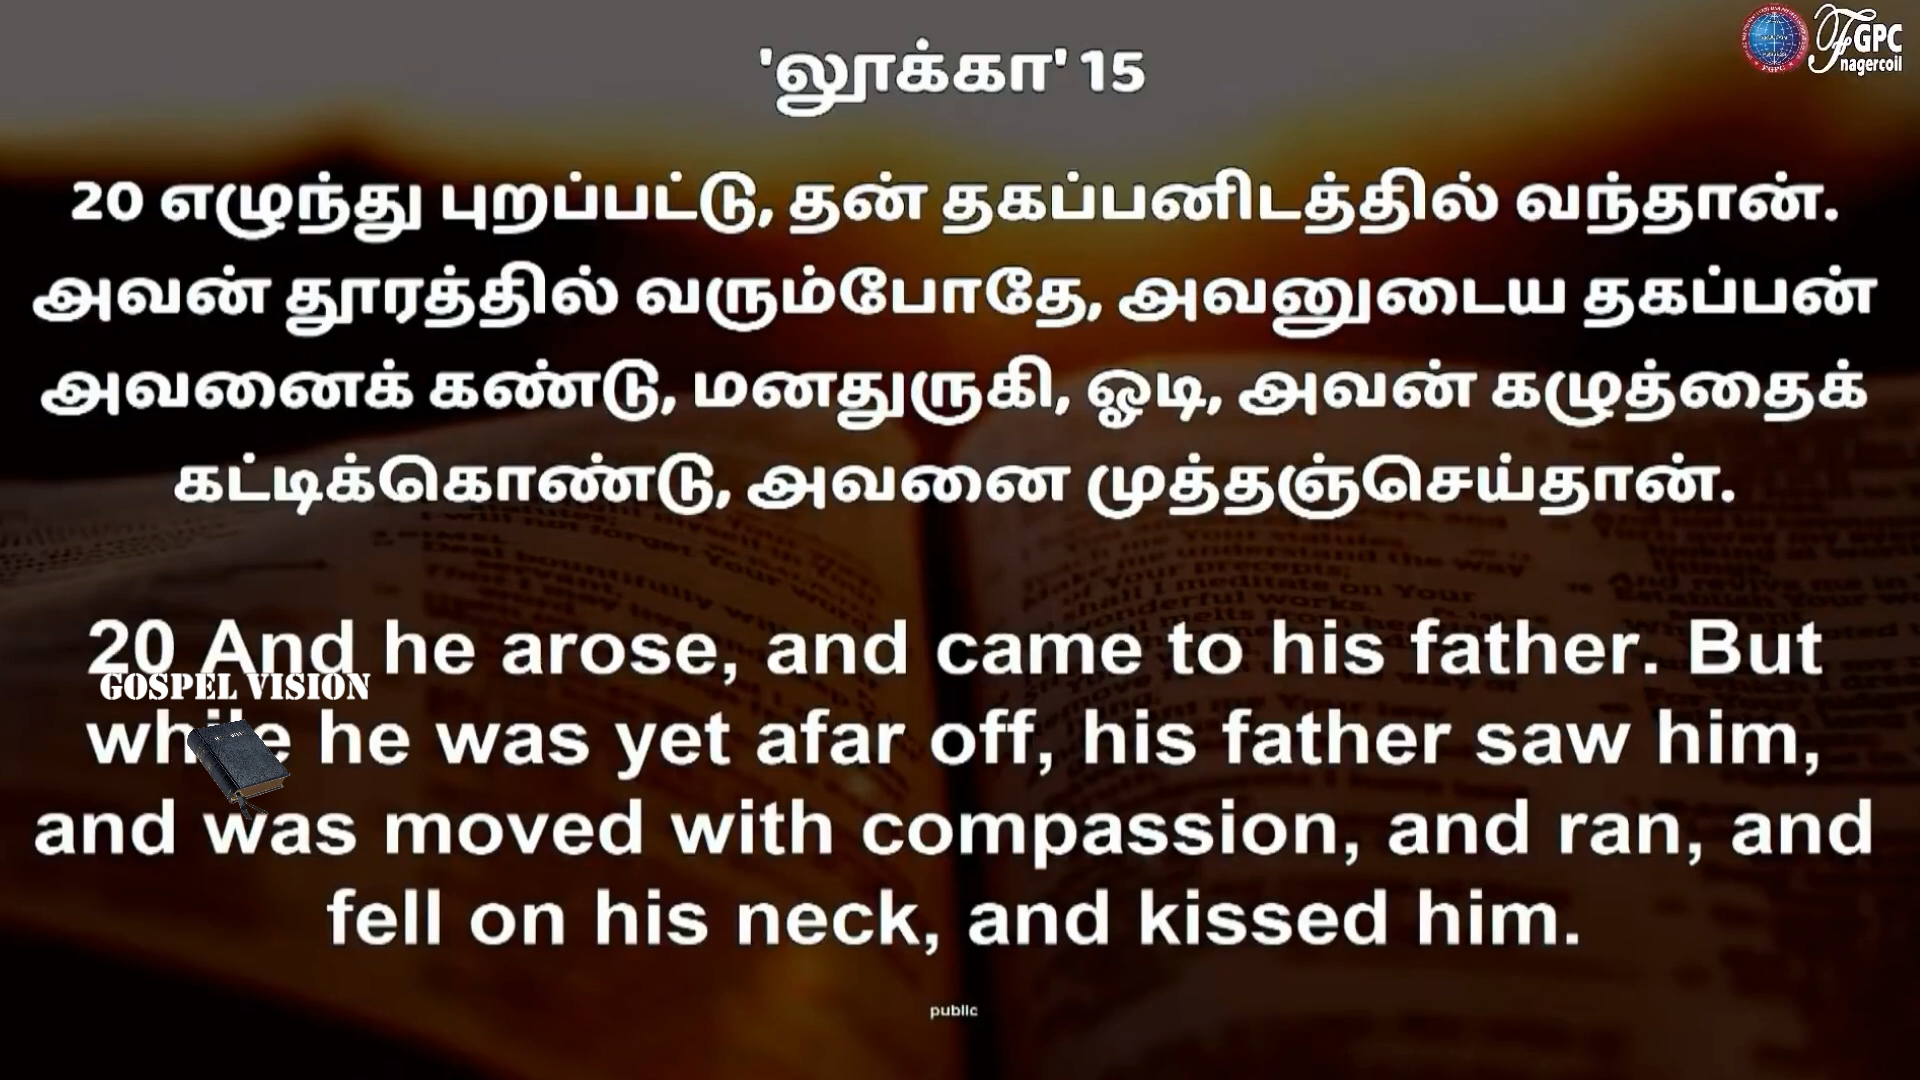 'லூக்கா' 15
FGPC
nagercoil
20 எழுந்து புறப்பட்டு, தன் தகப்பனிடத்தில் வந்தான்.
அவன் தூரத்தில் வரும்போதே, அவனுடைய தகப்பன்
அவனைக் கண்டு, மனதுருகி, ஓடி, அவன் கழுத்தைக்
கட்டிக்கொண்டு, அவனை முத்தஞ்செய்தான்.
20 And he arose, and came to his father. But
GOSPEL VISION
while he was yet afar off, his father saw him,
and was moved with compassion, and ran, and
fell on his neck, and kissed him.
public